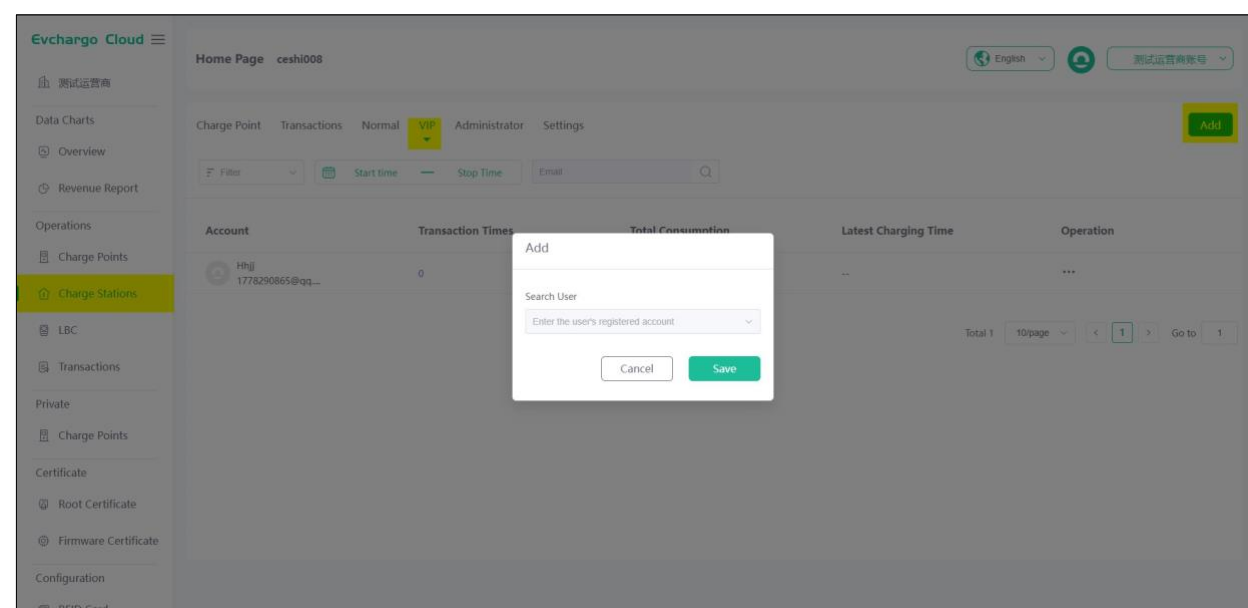 Evchargo Cloud
Home Page ceshi008
English
测试运营商账号
测试运营商
Data Charts
Overview
Revenue Report
Operations
Charge Points
Charge Stations
LBC
Transactions
Private
Charge Points
Certificate
Root Certificate
Firmware Certificate
Configuration
RFID Card
Charge Point Transactions Normal VIP Administrator Settings
Add
Filter Start time — Stop Time Email
Account Transaction Times Total Consumption Latest Charging Time Operation
Hhjj
1778290865@qq...
0 -- •••
Add
Search User
Enter the user's registered account
Cancel Save
Total 1 10/page < 1 > Go to 1